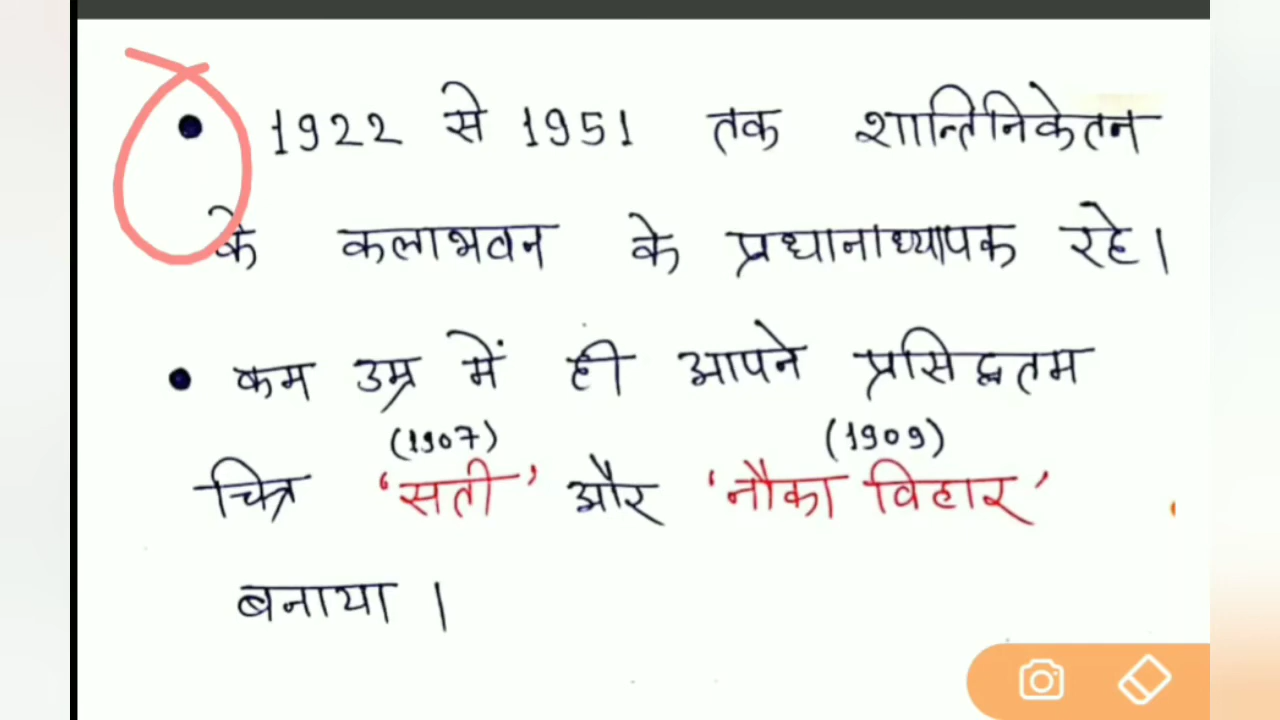 • 1922 से 1951 तक शान्तिनिकेतन
के कलाभवन के प्रधानाध्यापक रहे।
• कम उम्र में ही आपने प्रसिद्धतम
(1907) (1909)
चित्र 'सती' और 'नौका विहार'
बनाया।